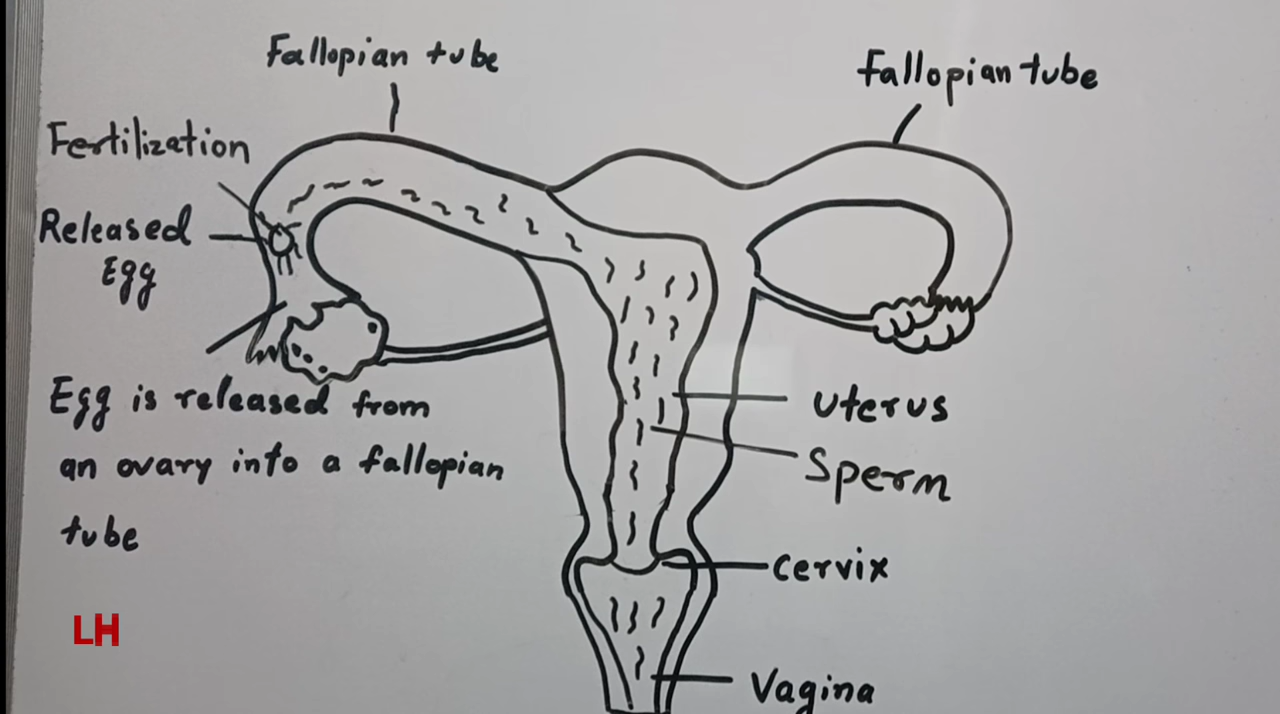 Fallopian tube
Fallopian tube
Fertilization
Released
Egg
Egg is released from
an ovary into a fallopian
tube
Uterus
Sperm
Cervix
Vagina
LH